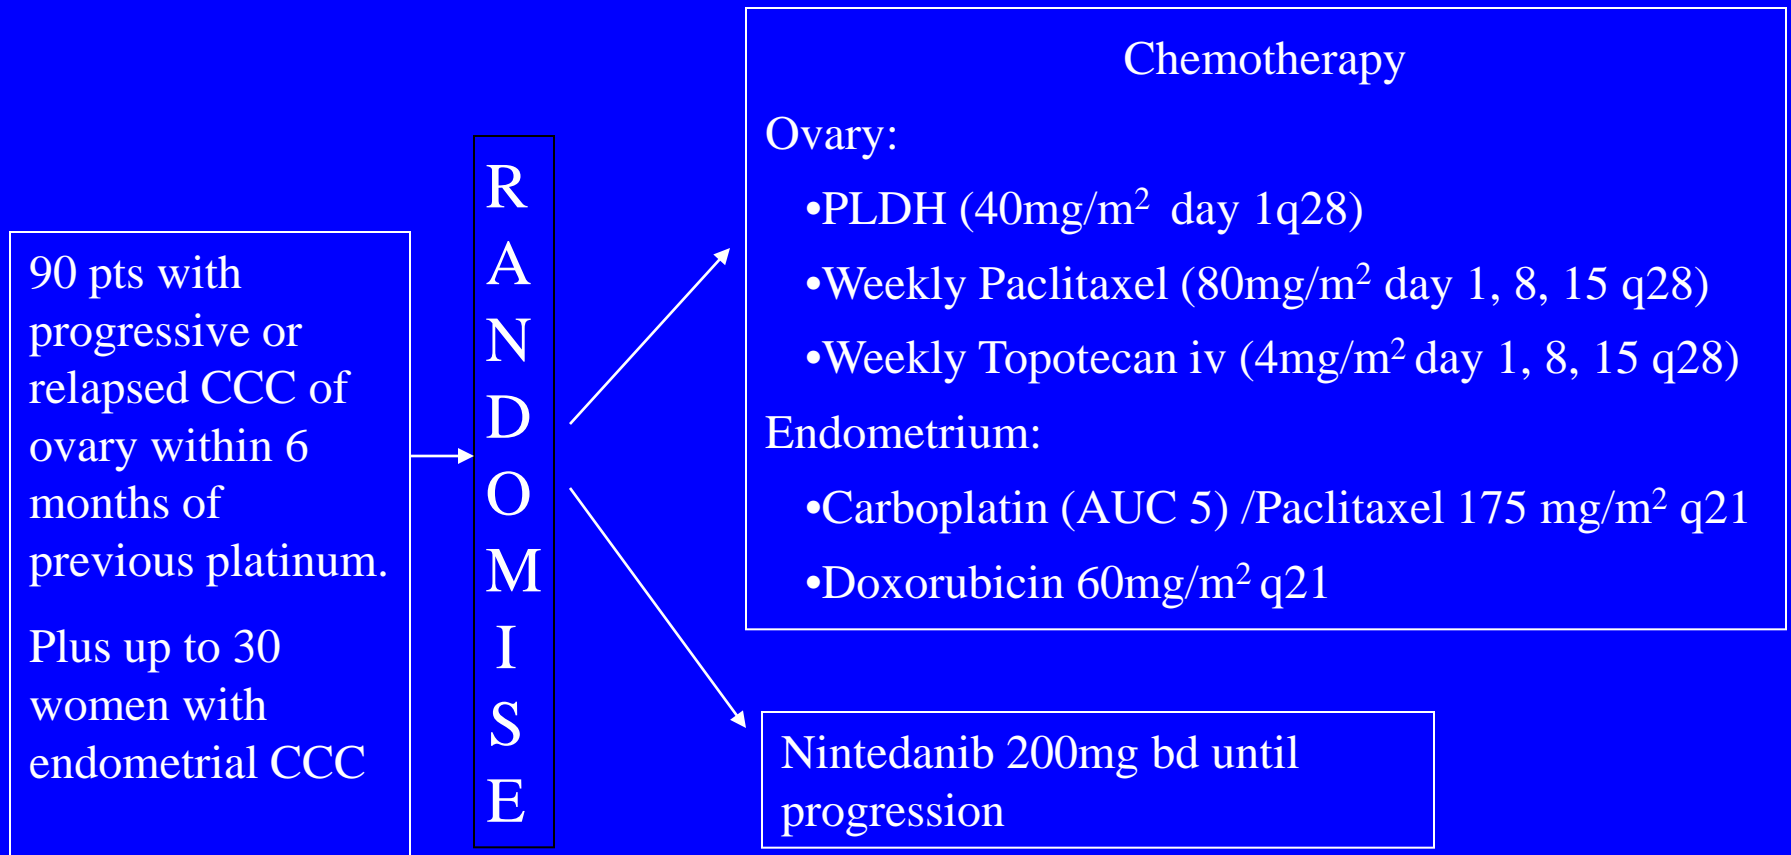 90 pts with
progressive or
relapsed CCC of
ovary within 6
months of
previous platinum.
Plus up to 30
women with
endometrial CCC
R
A
N
D
O
M
I
S
E
Chemotherapy
Ovary:
•PLDH (40mg/m² day 1q28)
•Weekly Paclitaxel (80mg/m² day 1, 8, 15 q28)
•Weekly Topotecan iv (4mg/m² day 1, 8, 15 q28)
Endometrium:
•Carboplatin (AUC 5) /Paclitaxel 175 mg/m² q21
•Doxorubicin 60mg/m² q21
Nintedanib 200mg bd until
progression